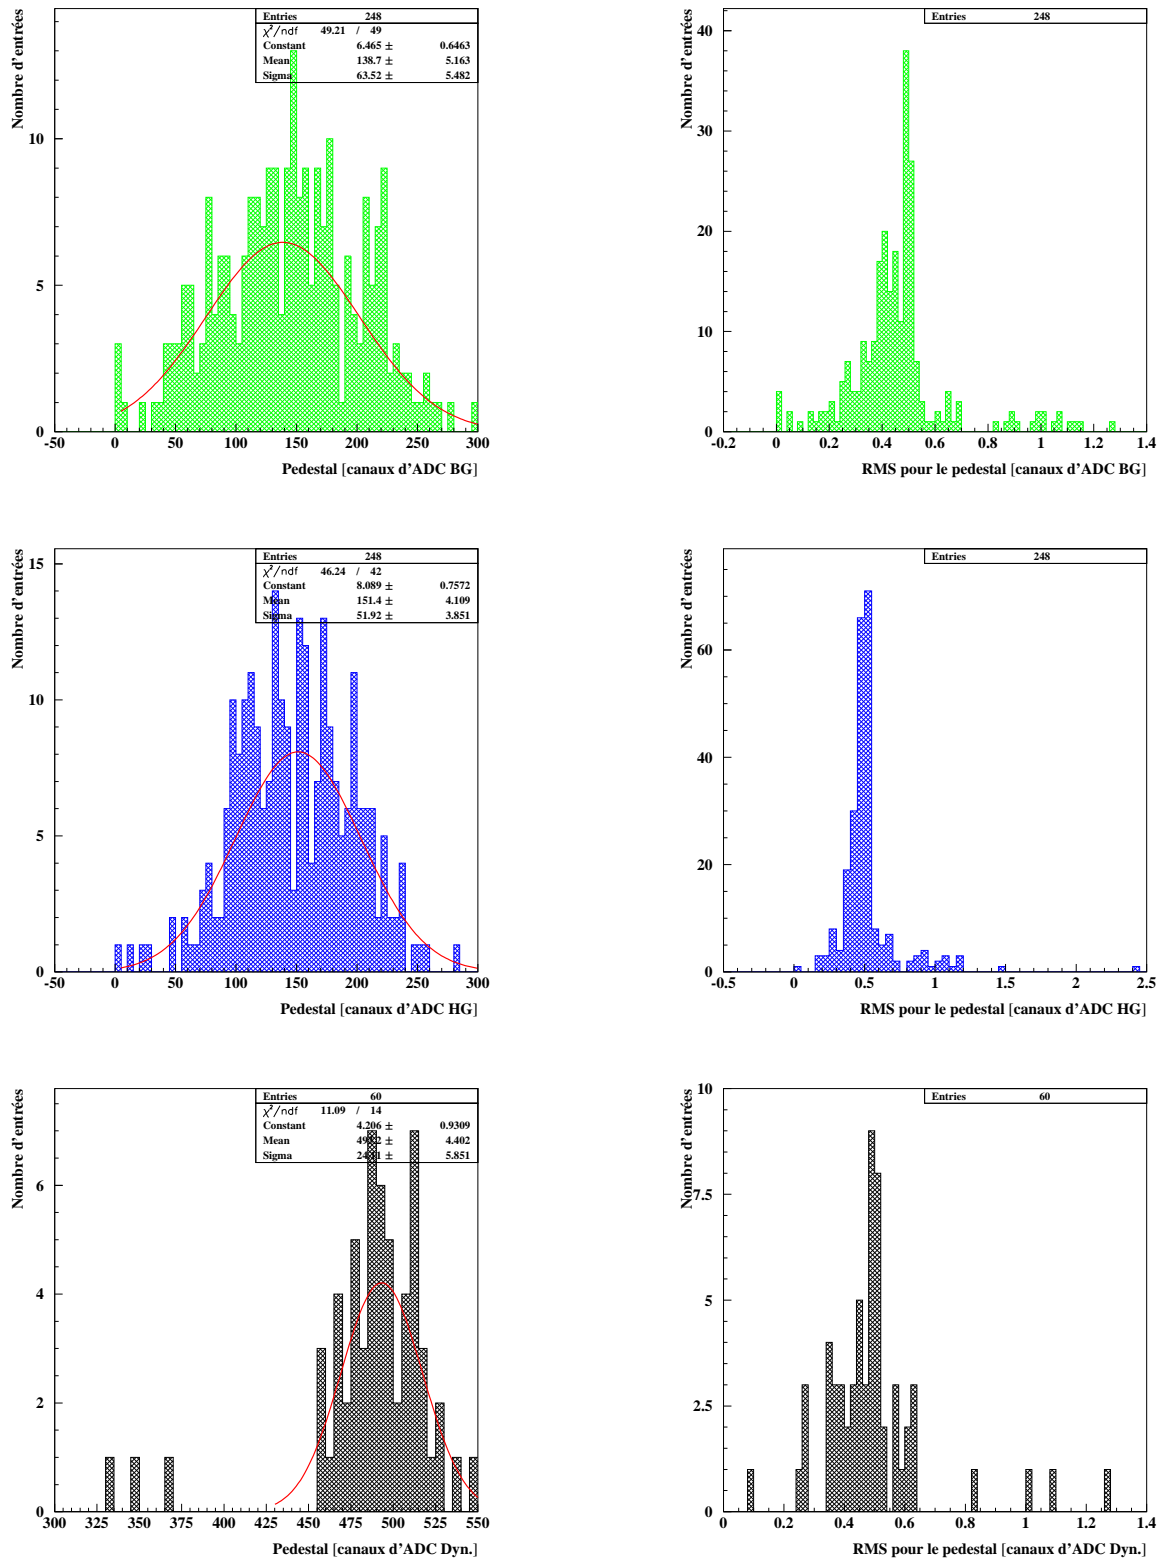 Nombre d'entrées
Entries 248
χ²/ndf 49.21 / 49
Constant 6.465 ± 0.6463
Mean 138.7 ± 5.163
Sigma 63.52 ± 5.482
10
5
0
-50 0 50 100 150 200 250 300
Pedestal [canaux d'ADC BG]
Nombre d'entrées
Entries 248
40
30
20
10
0
-0.2 0 0.2 0.4 0.6 0.8 1 1.2 1.4
RMS pour le pedestal [canaux d'ADC BG]
Nombre d'entrées
Entries 248
χ²/ndf 46.24 / 42
Constant 8.089 ± 0.7572
Mean 151.4 ± 4.109
Sigma 51.92 ± 3.851
15
10
5
0
-50 0 50 100 150 200 250 300
Pedestal [canaux d'ADC HG]
Nombre d'entrées
Entries 248
60
40
20
0
-0.5 0 0.5 1 1.5 2 2.5
RMS pour le pedestal [canaux d'ADC HG]
Nombre d'entrées
Entries 60
χ²/ndf 11.09 / 14
Constant 4.206 ± 0.9309
Mean ± 4.402
Sigma ± 5.851
6
4
2
0
300 325 350 375 400 425 450 475 500 525 550
Pedestal [canaux d'ADC Dyn.]
Nombre d'entrées
Entries 60
10
7.5
5
2.5
0
0 0.2 0.4 0.6 0.8 1 1.2 1.4
RMS pour le pedestal [canaux d'ADC Dyn.]